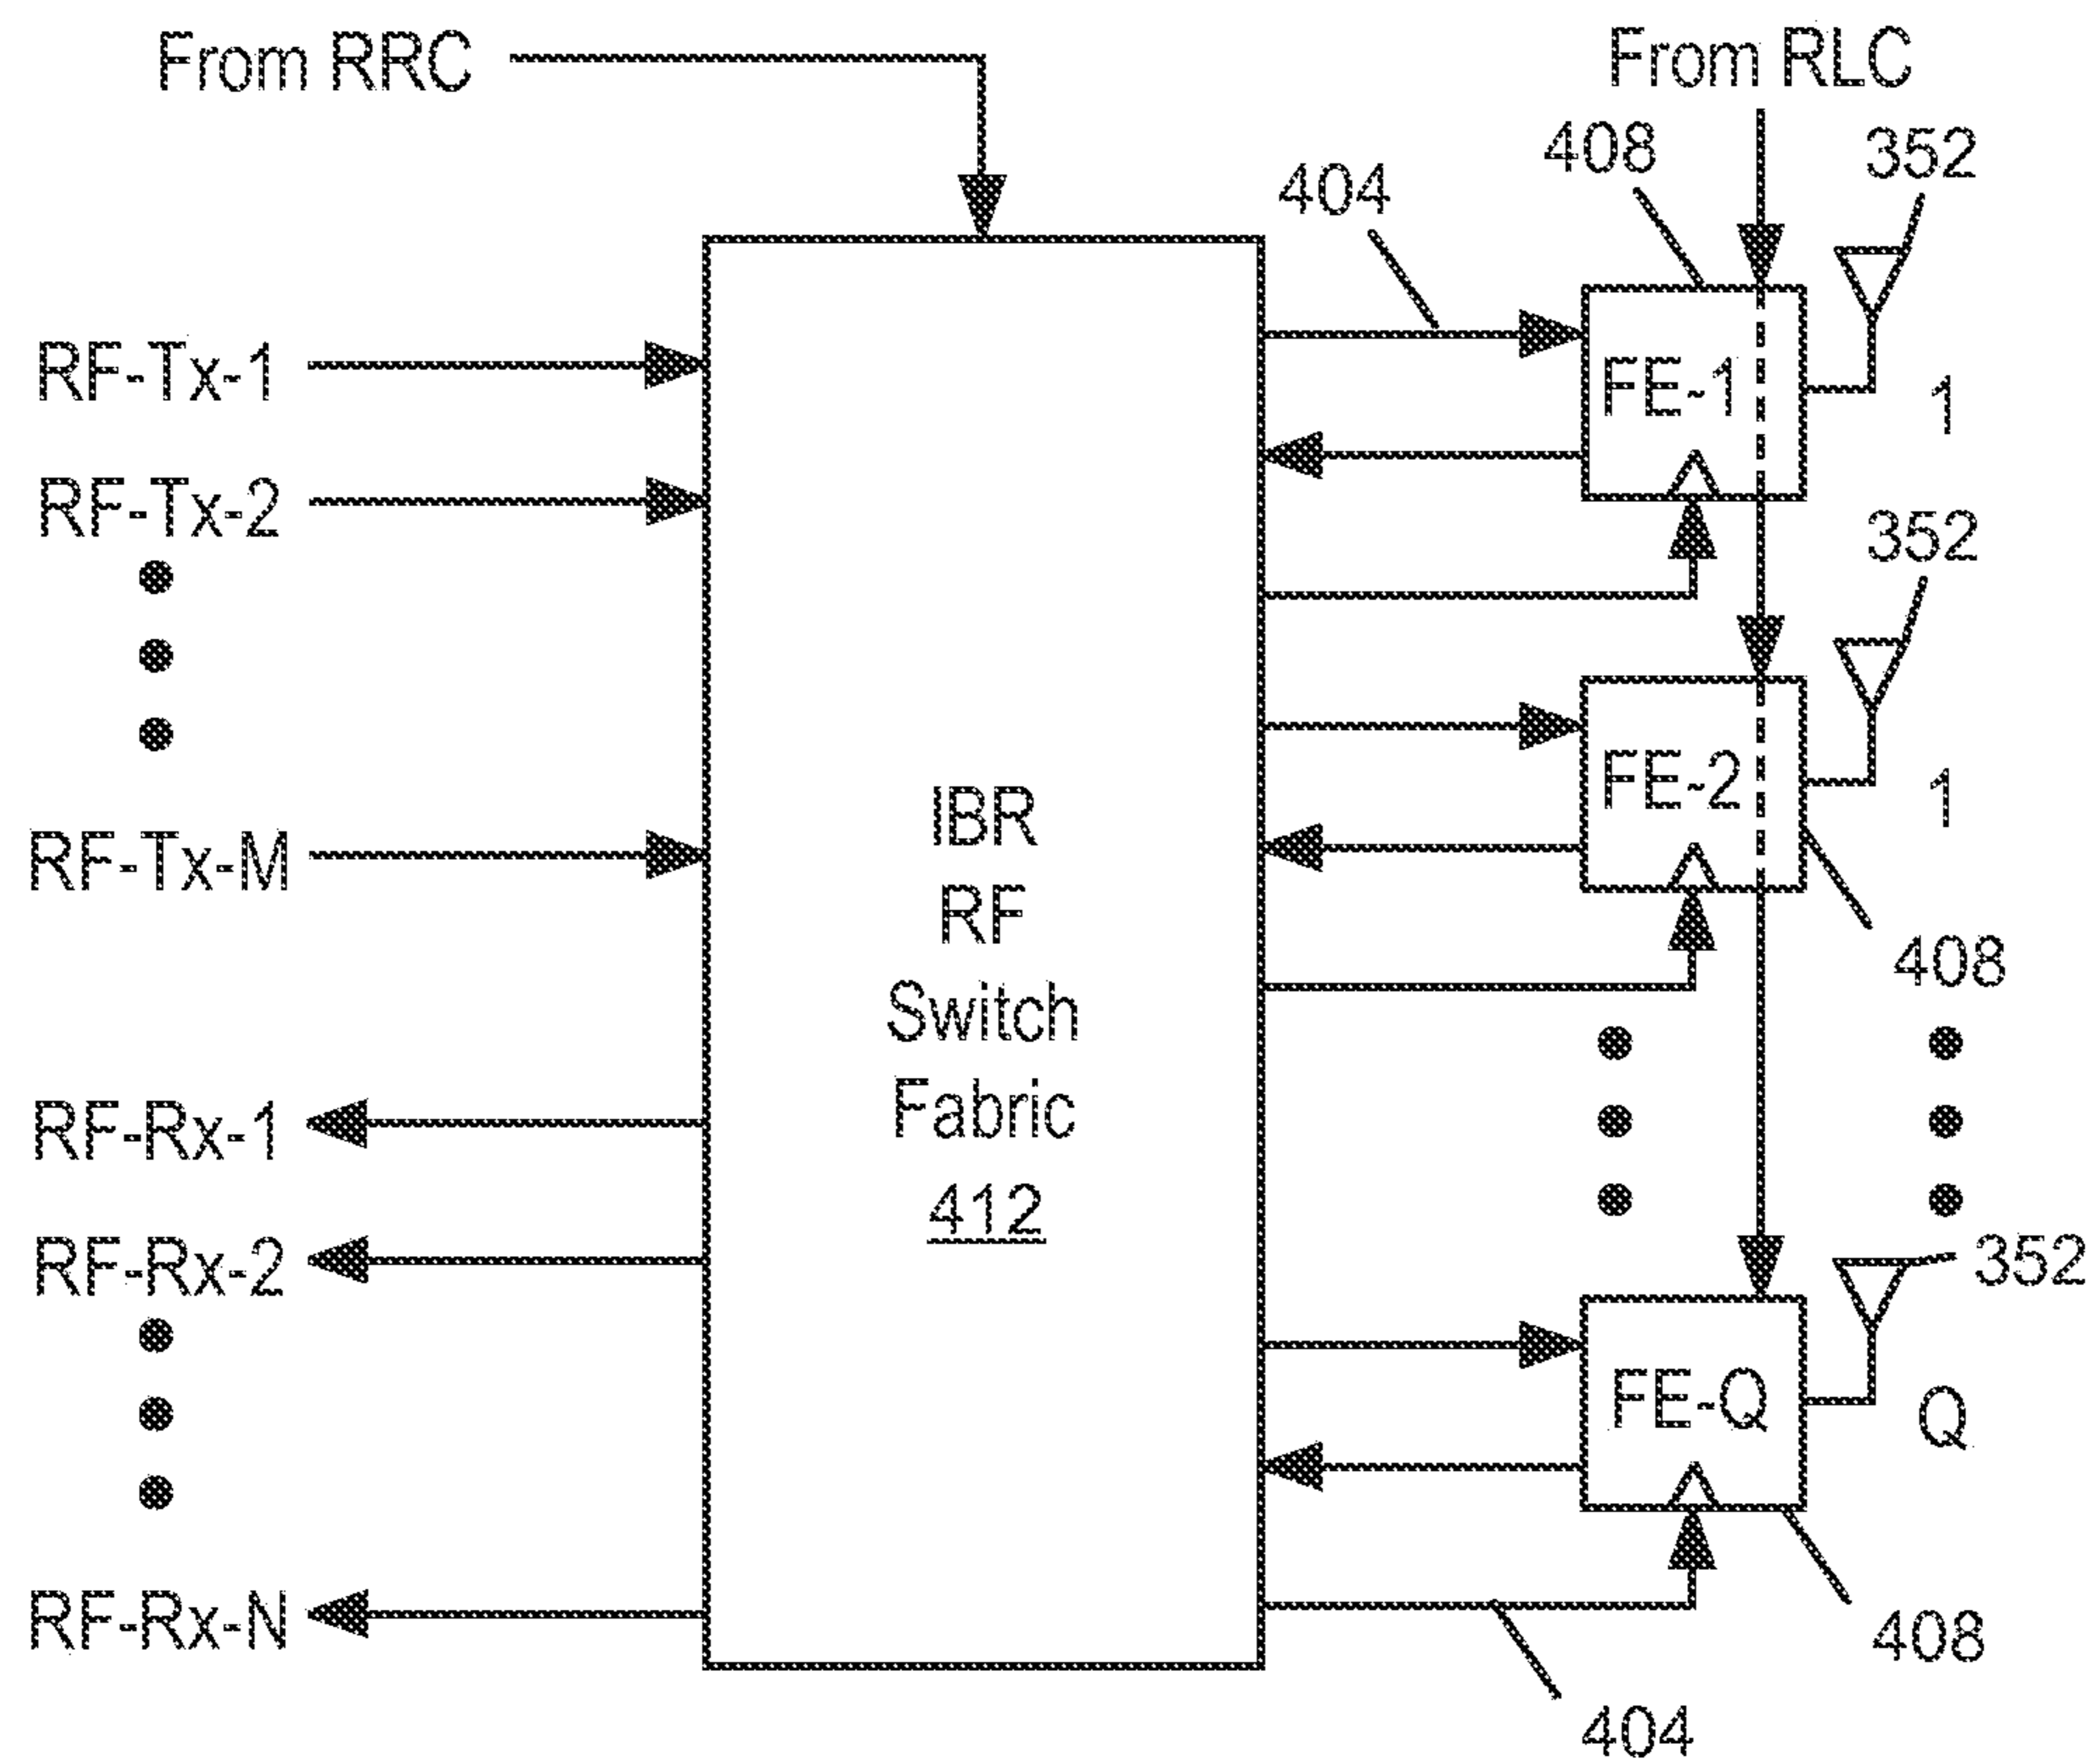 From RRC
From RLC
408
352
404
RF-Tx-1
FE-1
1
RF-Tx-2
352
FE-2
1
RF-Tx-M
IBR
RF
Switch
Fabric
412
408
RF-Rx-1
RF-Rx-2
352
FE-Q
Q
RF-Rx-N
408
404